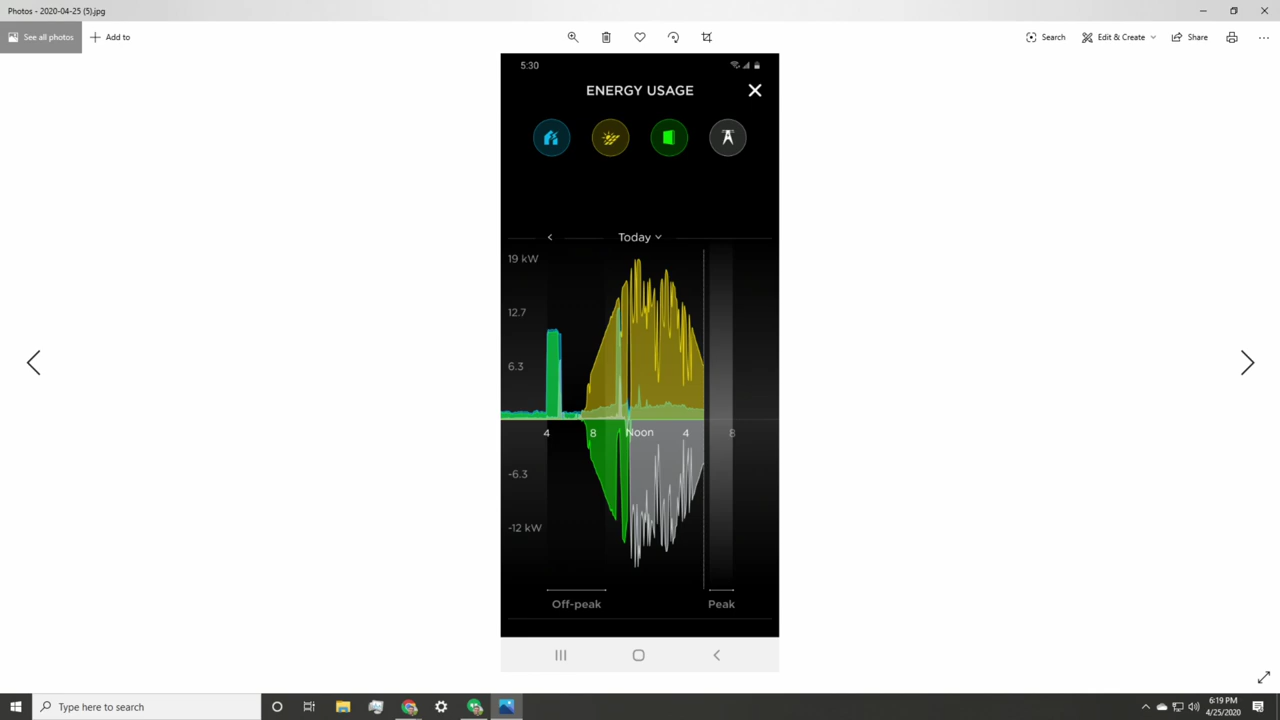 Photos - 2020-04-25 (5).jpg
See all photos
Add to
Search
Edit & Create
Share
5:30
ENERGY USAGE
Today
19 kW
12.7
6.3
4 8 Noon 4 8
-6.3
-12 kW
Off-peak Peak
Type here to search
6:19 PM
4/25/2020